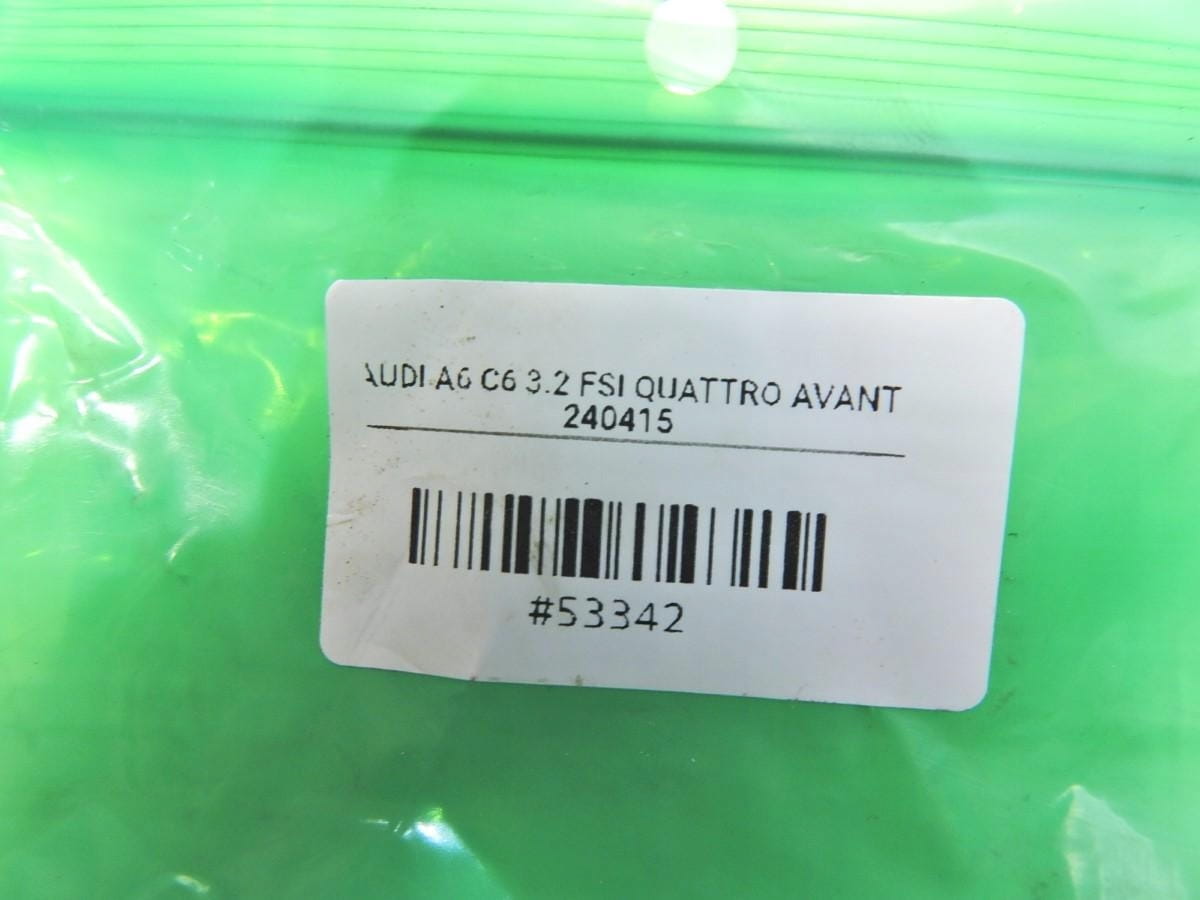 AUDI A6 C6 3.2 FSI QUATTRO AVANT
240415
#53342